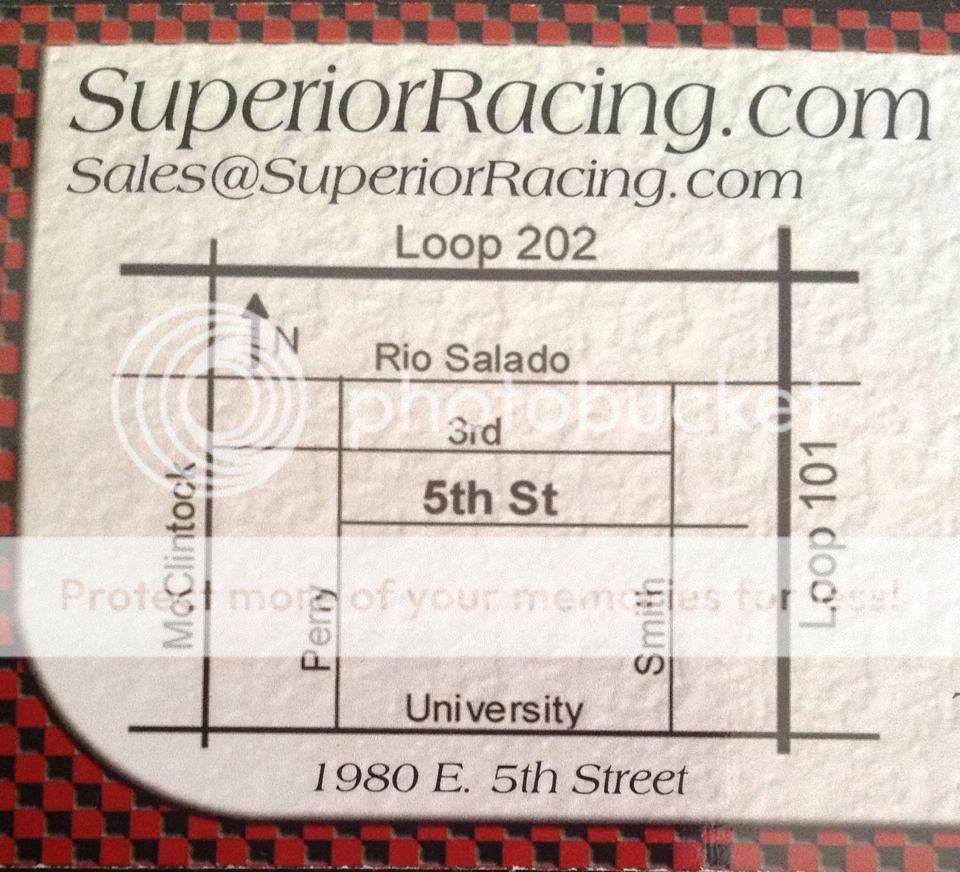 SuperiorRacing.com
Sales@SuperiorRacing.com
Loop 202
N
Rio Salado
photobucket
3rd
5th St
McClintock
Perry
Smith
Loop 101
Protect more of your memories for less!
University
1980 E. 5th Street